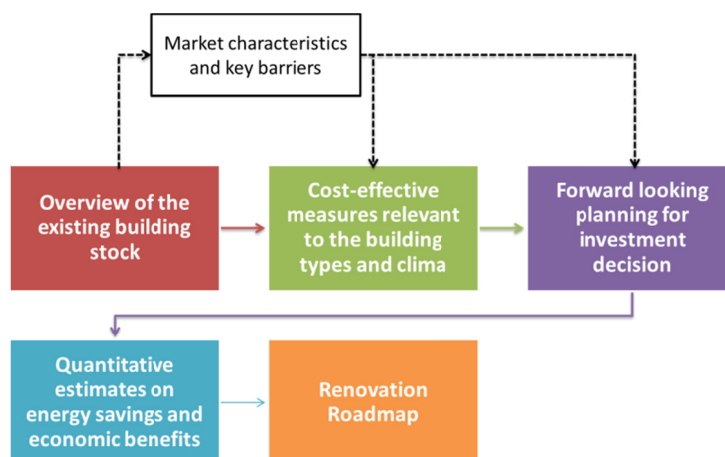 Market characteristics
and key barriers
Overview of the
existing building
stock
Cost-effective
measures relevant
to the building
types and clima
Forward looking
planning for
investment
decision
Quantitative
estimates on
energy savings and
economic benefits
Renovation
Roadmap